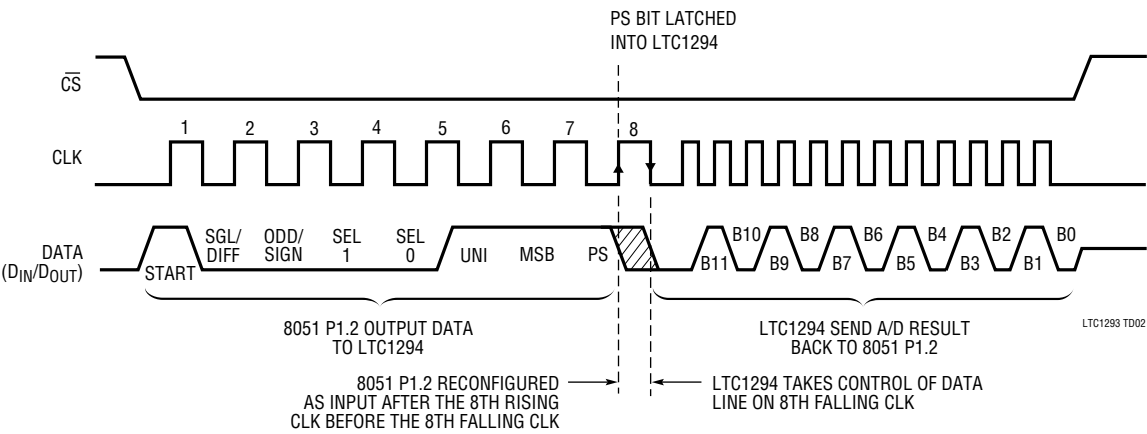 PS BIT LATCHED
INTO LTC1294
CS
CLK
1 2 3 4 5 6 7 8
DATA
(DIN/DOUT)
START
SGL/
DIFF
ODD/
SIGN
SEL
1
SEL
0
UNI
MSB
PS
B11
B10
B9
B8
B7
B6
B5
B4
B3
B2
B1
B0
8051 P1.2 OUTPUT DATA
TO LTC1294
LTC1294 SEND A/D RESULT
BACK TO 8051 P1.2
LTC1293 TD02
8051 P1.2 RECONFIGURED
AS INPUT AFTER THE 8TH RISING
CLK BEFORE THE 8TH FALLING CLK
LTC1294 TAKES CONTROL OF DATA
LINE ON 8TH FALLING CLK